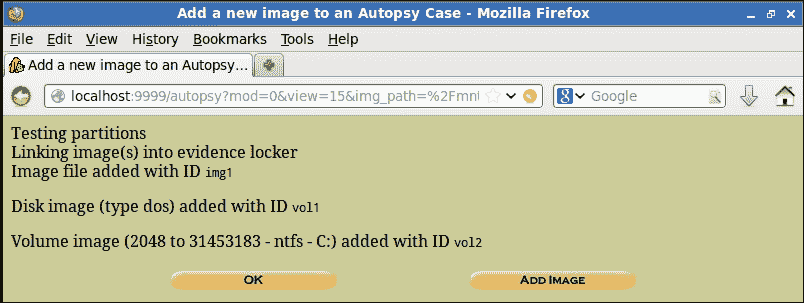 Add a new image to an Autopsy Case - Mozilla Firefox
File Edit View History Bookmarks Tools Help
Add a new image to an Autopsy...
localhost:9999/autopsy?mod=0&view=15&img_path=%2Fmn
Google
Testing partitions
Linking image(s) into evidence locker
Image file added with ID img1
Disk image (type dos) added with ID vol1
Volume image (2048 to 31453183 - ntfs - C:) added with ID vol2
OK ADD IMAGE